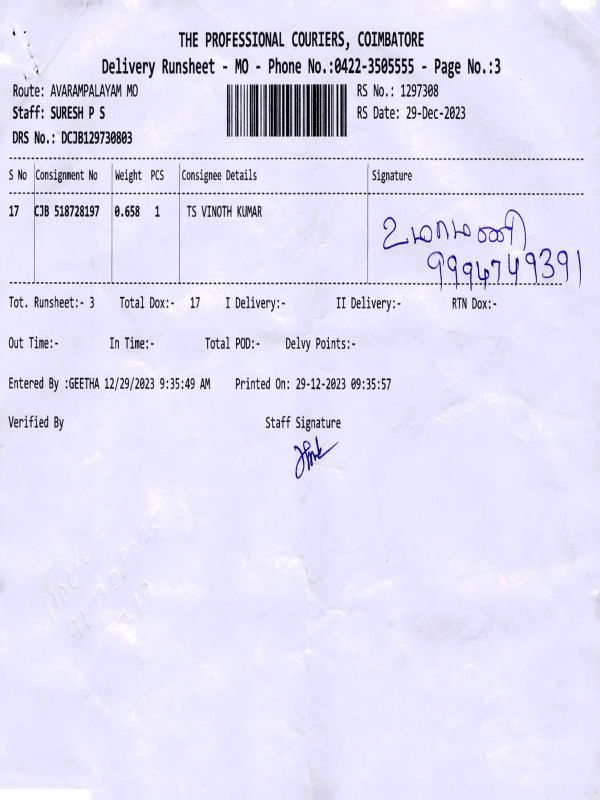 THE PROFESSIONAL COURIERS, COIMBATORE
Delivery Runsheet - MO - Phone No.:0422-3505555 - Page No.:3
Route: AVARAMPALAYAM MO RS No.: 1297308
Staff: SURESH P S RS Date: 29-Dec-2023
DRS No.: DCJB129730803
S No Consignment No Weight PCS Consignee Details Signature
17 CJB 518728197 0.658 1 TS VINOTH KUMAR
உமாமணி
9994749391
Tot. Runsheet:- 3 Total Dox:- 17 I Delivery:- II Delivery:- RTN Dox:-
Out Time:- In Time:- Total POD:- Delvy Points:-
Entered By :GEETHA 12/29/2023 9:35:49 AM Printed On: 29-12-2023 09:35:57
Verified By Staff Signature